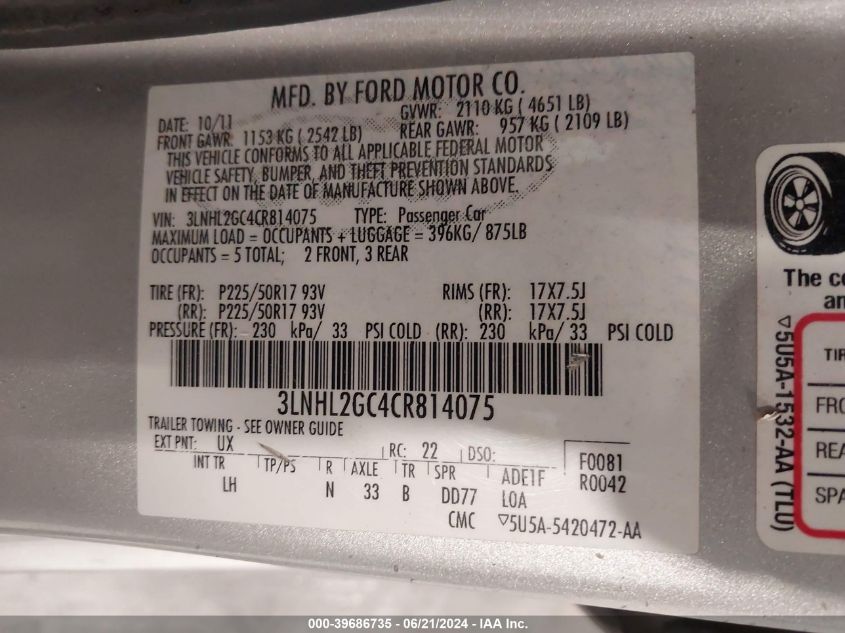 MFD. BY FORD MOTOR CO.
DATE: 10/11 GVWR: 2110 KG ( 4651 LB)
FRONT GAWR: 1153 KG ( 2542 LB) REAR GAWR: 957 KG ( 2109 LB)
THIS VEHICLE CONFORMS TO ALL APPLICABLE FEDERAL MOTOR
VEHICLE SAFETY, BUMPER, AND THEFT PREVENTION STANDARDS
IN EFFECT ON THE DATE OF MANUFACTURE SHOWN ABOVE.
VIN: 3LNHL2GC4CR814075 TYPE: Passenger Car
MAXIMUM LOAD = OCCUPANTS + LUGGAGE = 396KG/ 875LB
OCCUPANTS = 5 TOTAL; 2 FRONT, 3 REAR
TIRE (FR): P225/50R17 93V RIMS (FR): 17X7.5J
(RR): P225/50R17 93V (RR): 17X7.5J
PRESSURE (FR): 230 kPa/ 33 PSI COLD (RR): 230 kPa/ 33 PSI COLD
3LNHL2GC4CR814075
TRAILER TOWING - SEE OWNER GUIDE
EXT PNT: UX RC: 22 DSO: F0081
INT TR TP/PS R AXLE TR SPR ADE1F R0042
LH N 33 B DD77 LOA
CMC ▽5U5A-5420472-AA
The co
an
TIR
FRO
REA
SPA
▽5U5A-1532-AA (TLU)
000-39686735 - 06/21/2024 - IAA Inc.